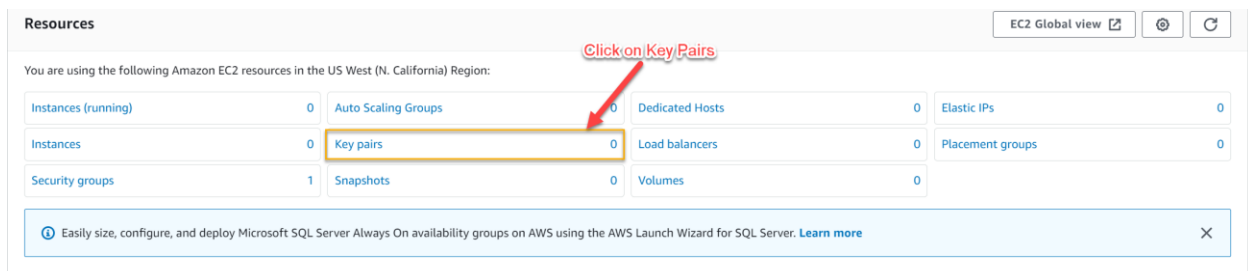 Resources
EC2 Global view
Click on Key Pairs
You are using the following Amazon EC2 resources in the US West (N. California) Region:
Instances (running) 0 Auto Scaling Groups 0 Dedicated Hosts 0 Elastic IPs 0
Instances 0 Key pairs 0 Load balancers 0 Placement groups 0
Security groups 1 Snapshots 0 Volumes 0
Easily size, configure, and deploy Microsoft SQL Server Always On availability groups on AWS using the AWS Launch Wizard for SQL Server. Learn more